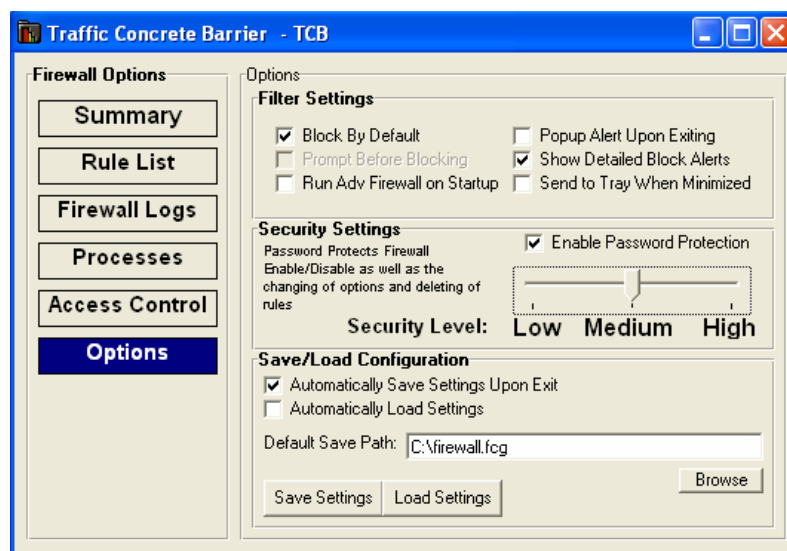 Traffic Concrete Barrier - TCB
Firewall Options
Summary
Rule List
Firewall Logs
Processes
Access Control
Options
Options
Filter Settings
Block By Default
Popup Alert Upon Exiting
Prompt Before Blocking
Show Detailed Block Alerts
Run Adv Firewall on Startup
Send to Tray When Minimized
Security Settings
Enable Password Protection
Password Protects Firewall
Enable/Disable as well as the
changing of options and deleting of
rules
Security Level:
Low Medium High
Save/Load Configuration
Automatically Save Settings Upon Exit
Automatically Load Settings
Default Save Path: C:\firewall.fcg
Browse
Save Settings Load Settings